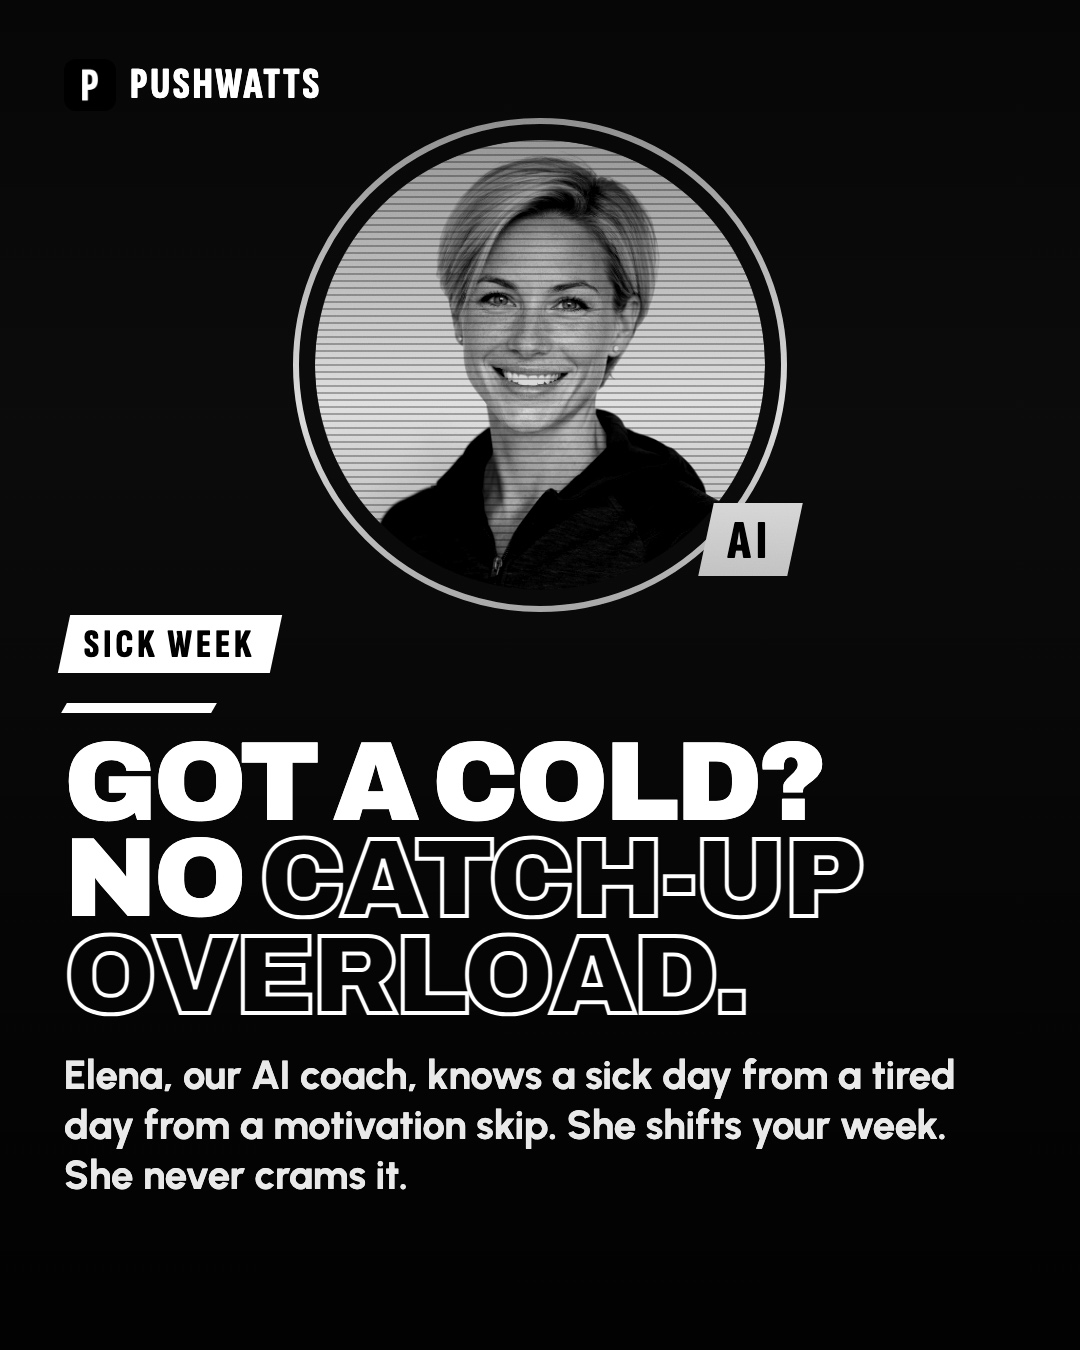 P PUSHWATTS
AI
SICK WEEK
GOT A COLD?
NO CATCH-UP
OVERLOAD.
Elena, our AI coach, knows a sick day from a tired
day from a motivation skip. She shifts your week.
She never crams it.